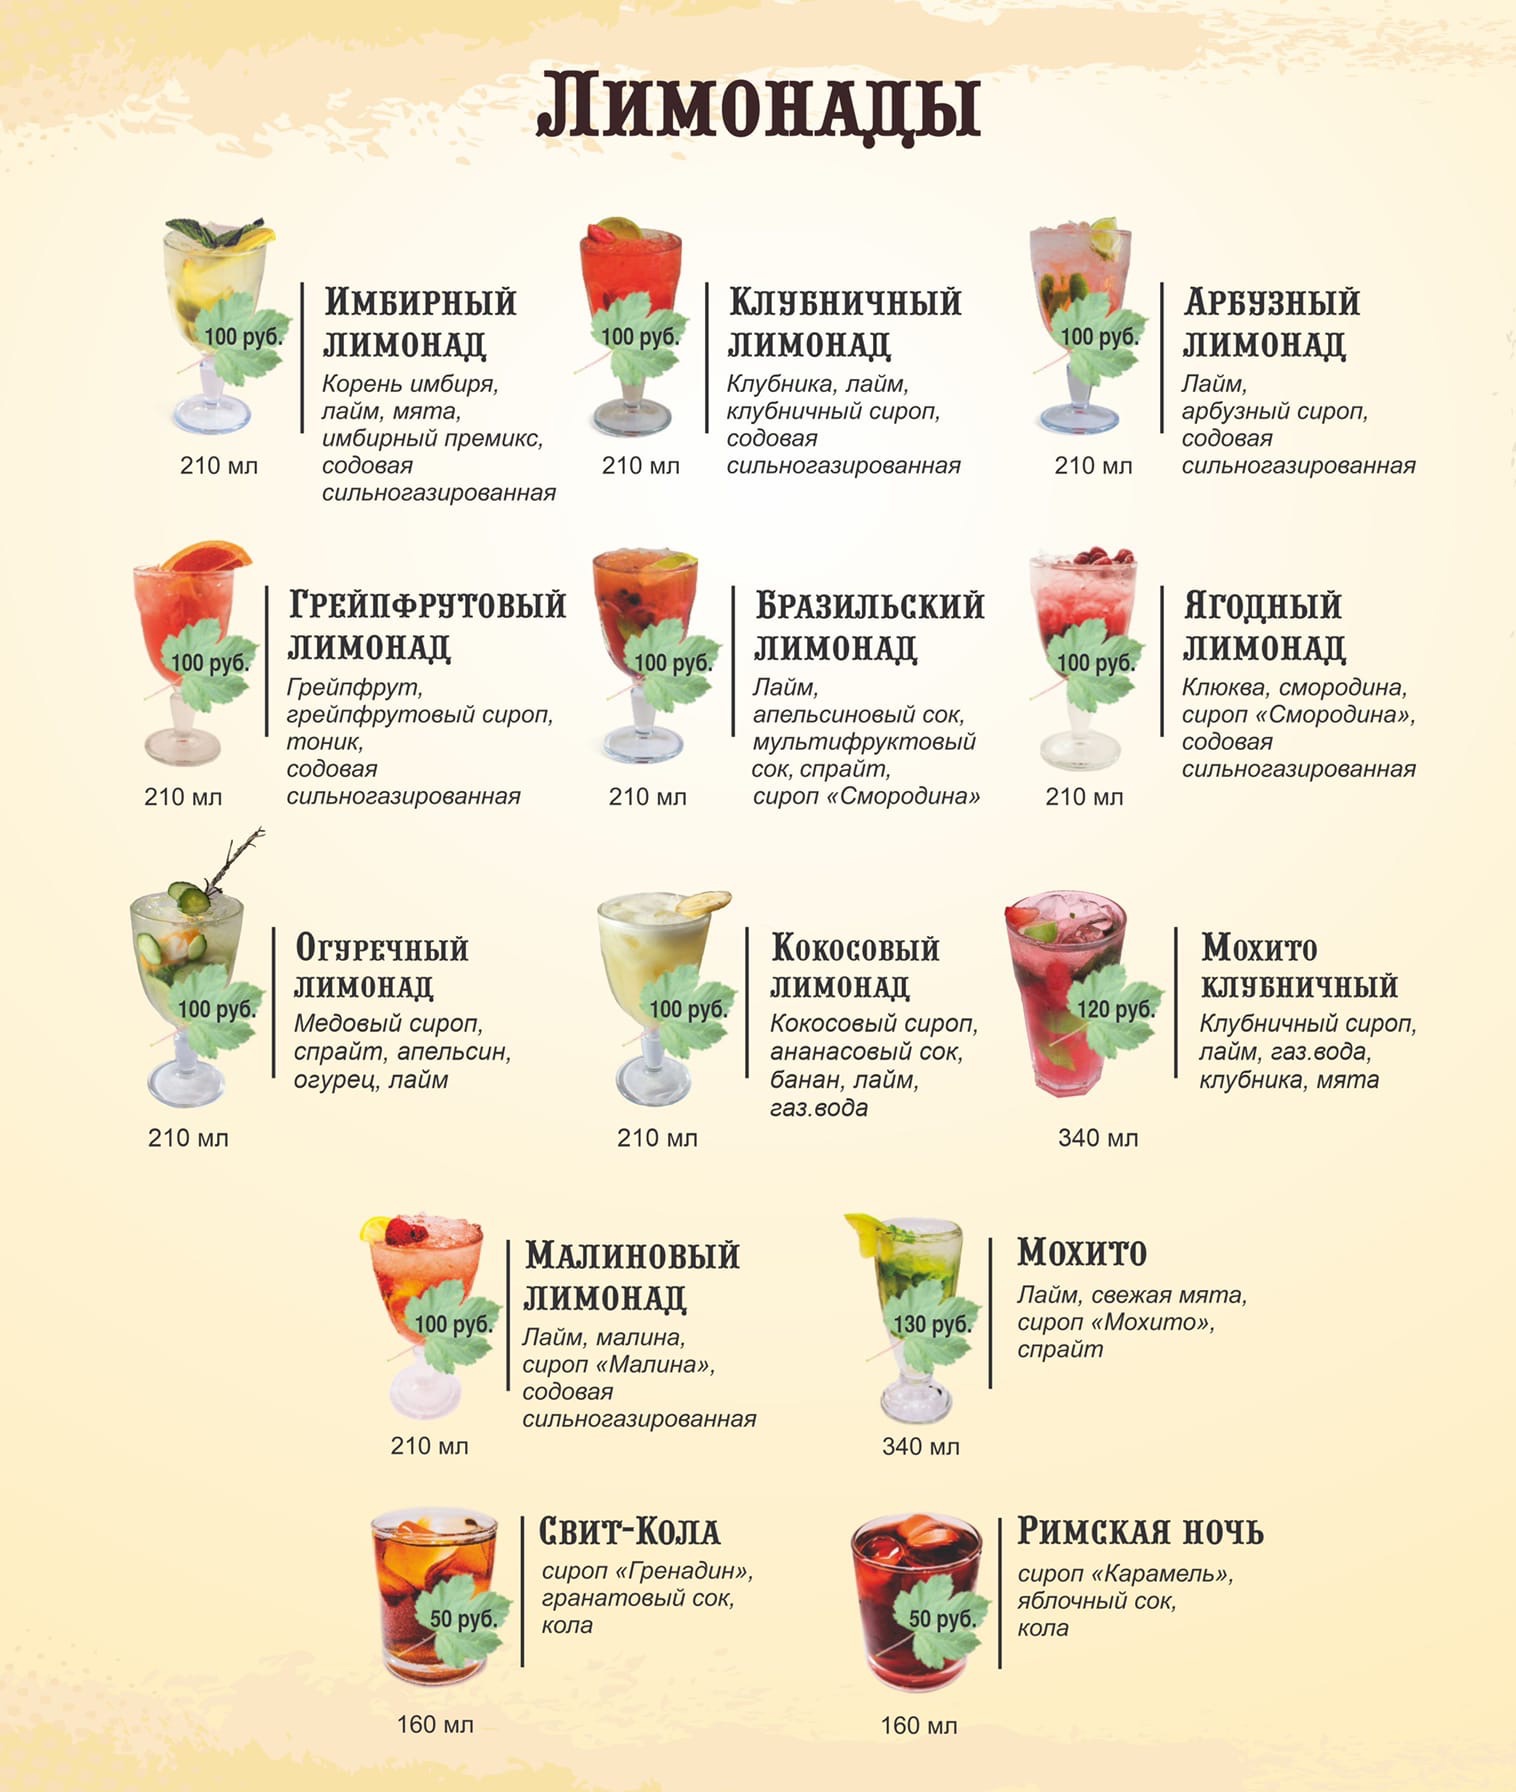 Лимонады
Имбирный
лимонад
100 руб.
Корень имбиря,
лайм, мята,
имбирный премикс,
содовая
сильногазированная
210 мл
Клубничный
лимонад
100 руб.
Клубника, лайм,
клубничный сироп,
содовая
сильногазированная
210 мл
Арбузный
лимонад
100 руб.
Лайм,
арбузный сироп,
содовая
сильногазированная
210 мл
Грейпфрутовый
лимонад
100 руб.
Грейпфрут,
грейпфрутовый сироп,
тоник,
содовая
сильногазированная
210 мл
Бразильский
лимонад
100 руб.
Лайм,
апельсиновый сок,
мультифруктовый
сок, спрайт,
сироп «Смородина»
210 мл
Ягодный
лимонад
100 руб.
Клюква, смородина,
сироп «Смородина»,
содовая
сильногазированная
210 мл
Огуречный
лимонад
100 руб.
Медовый сироп,
спрайт, апельсин,
огурец, лайм
210 мл
Кокосовый
лимонад
100 руб.
Кокосовый сироп,
ананасовый сок,
банан, лайм,
газ.вода
210 мл
Мохито
клубничный
120 руб.
Клубничный сироп,
лайм, газ.вода,
клубника, мята
340 мл
Малиновый
лимонад
100 руб.
Лайм, малина,
сироп «Малина»,
содовая
сильногазированная
210 мл
Мохито
130 руб.
Лайм, свежая мята,
сироп «Мохито»,
спрайт
340 мл
Свит-Кола
сироп «Гренадин»,
гранатовый сок,
кола
50 руб.
160 мл
Римская ночь
сироп «Карамель»,
яблочный сок,
кола
50 руб.
160 мл